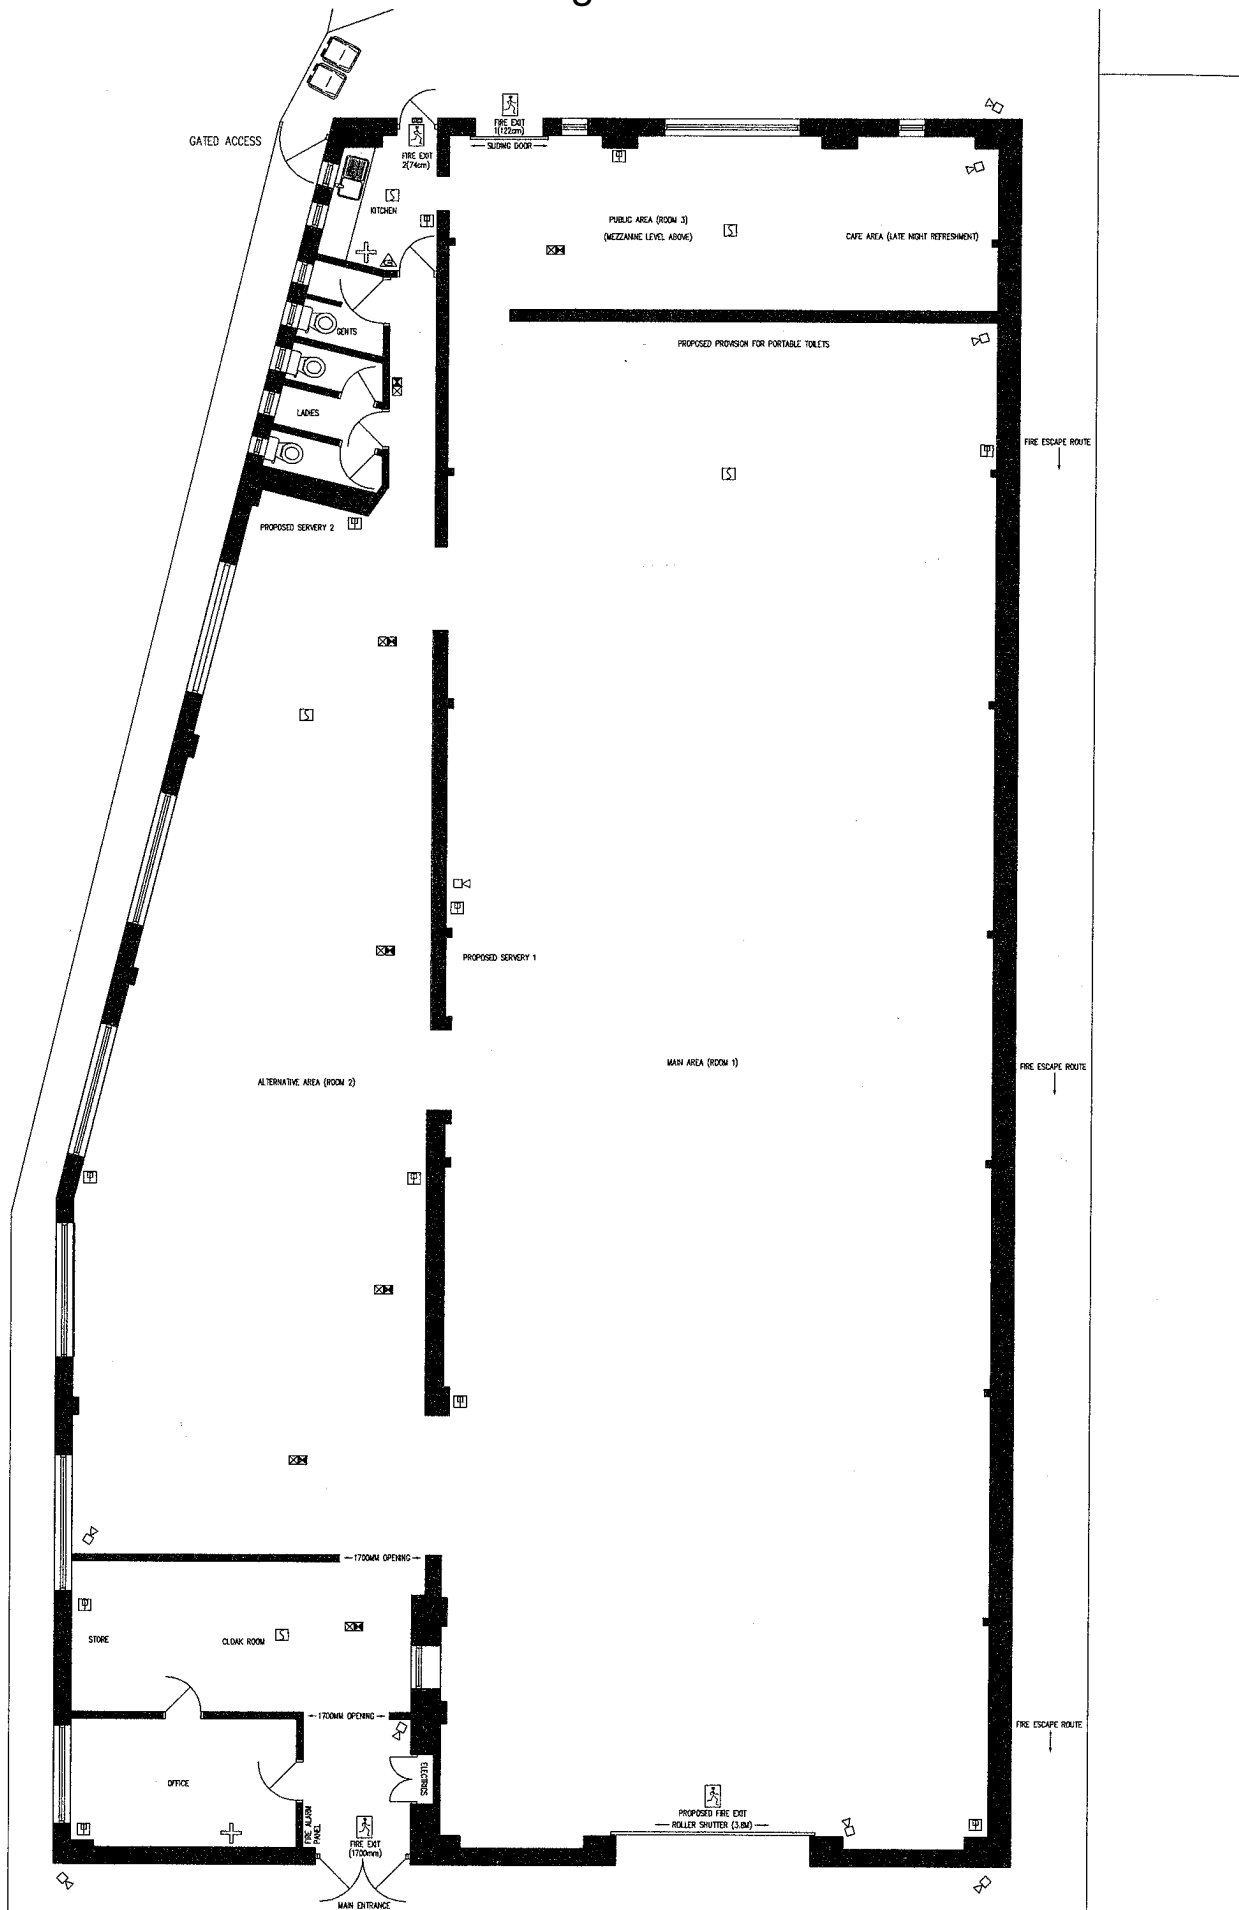 g
FIRE EXIT
1(122cm)
SLIDING DOOR
GATED ACCESS
FIRE EXIT
2(74cm)
KITCHEN
PUBLIC AREA (ROOM 3)
(MEZZANINE LEVEL ABOVE)
CAFE AREA (LATE NIGHT REFRESHMENT)
GENTS
PROPOSED PROVISION FOR PORTABLE TOILETS
LADIES
FIRE ESCAPE ROUTE
PROPOSED SERVERY 2
PROPOSED SERVERY 1
MAIN AREA (ROOM 1)
FIRE ESCAPE ROUTE
ALTERNATIVE AREA (ROOM 2)
1700MM OPENING
STORE
CLOAK ROOM
1700MM OPENING
FIRE ESCAPE ROUTE
OFFICE
ELECTRICS
FIRE ALARM
PANEL
FIRE EXIT
(1700mm)
PROPOSED FIRE EXIT
ROLLER SHUTTER (3.8M)
MAIN ENTRANCE